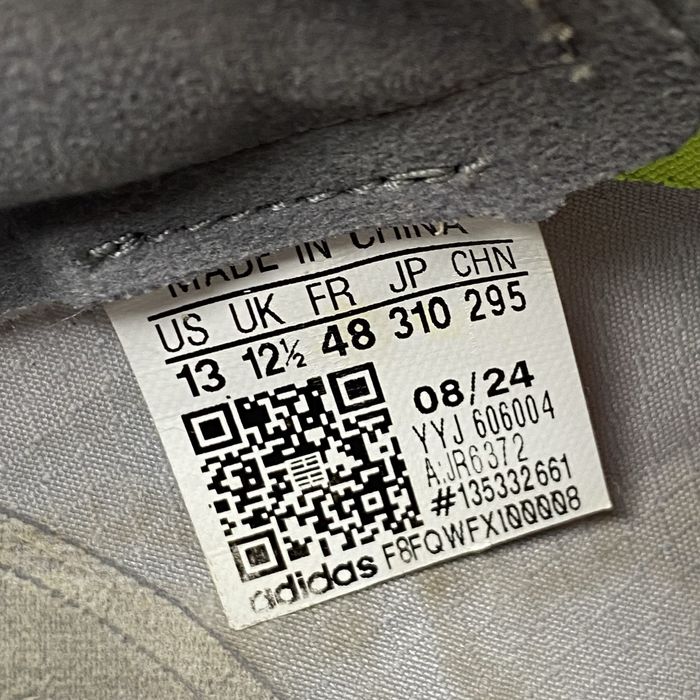 MADE IN CHINA
US UK FR JP CHN
13 12½ 48 310 295
08/24
YYJ 606004
A:JR6372
#135332661
adidas F8FQWFXI00008